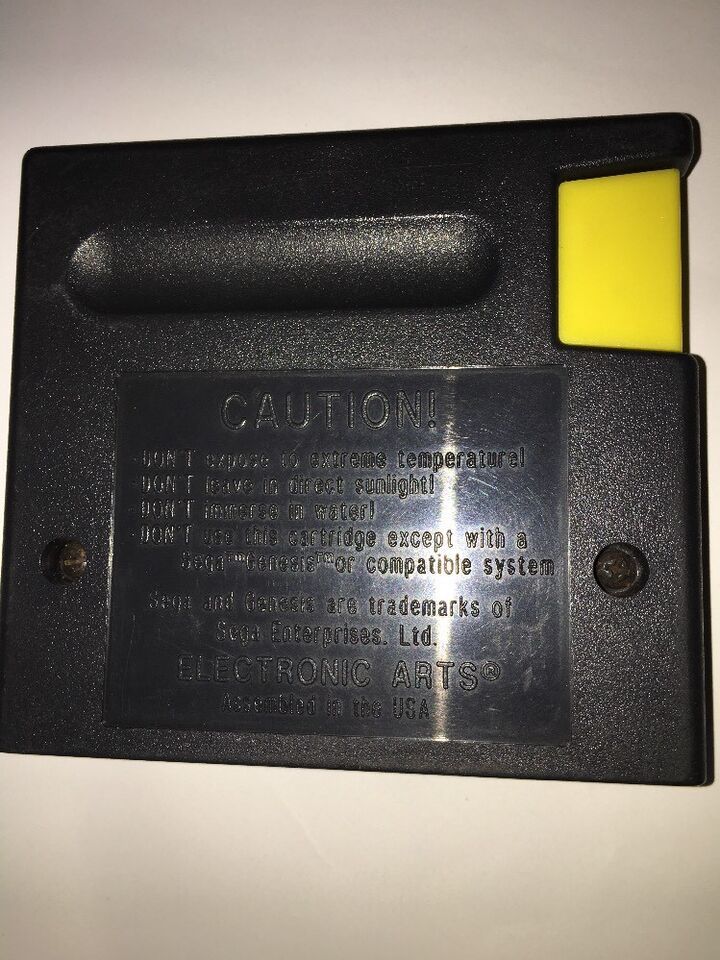 CAUTION!
·DON'T expose to extreme temperature!
·DON'T leave in direct sunlight!
·DON'T immerse in water!
·DON'T use this cartridge except with a
Sega™Genesis™or compatible system
Sega and Genesis are trademarks of
Sega Enterprises. Ltd.
ELECTRONIC ARTS®
Assembled in the USA